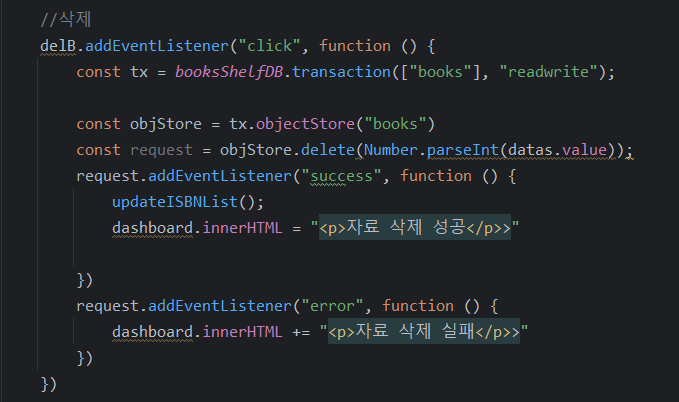 //삭제
delB.addEventListener("click", function () {
const tx = booksShelfDB.transaction(["books"], "readwrite");
const objStore = tx.objectStore("books")
const request = objStore.delete(Number.parseInt(datas.value));
request.addEventListener("success", function () {
updateISBNList();
dashboard.innerHTML = "<p>자료 삭제 성공</p>>"
})
request.addEventListener("error", function () {
dashboard.innerHTML += "<p>자료 삭제 실패</p>>"
})
})